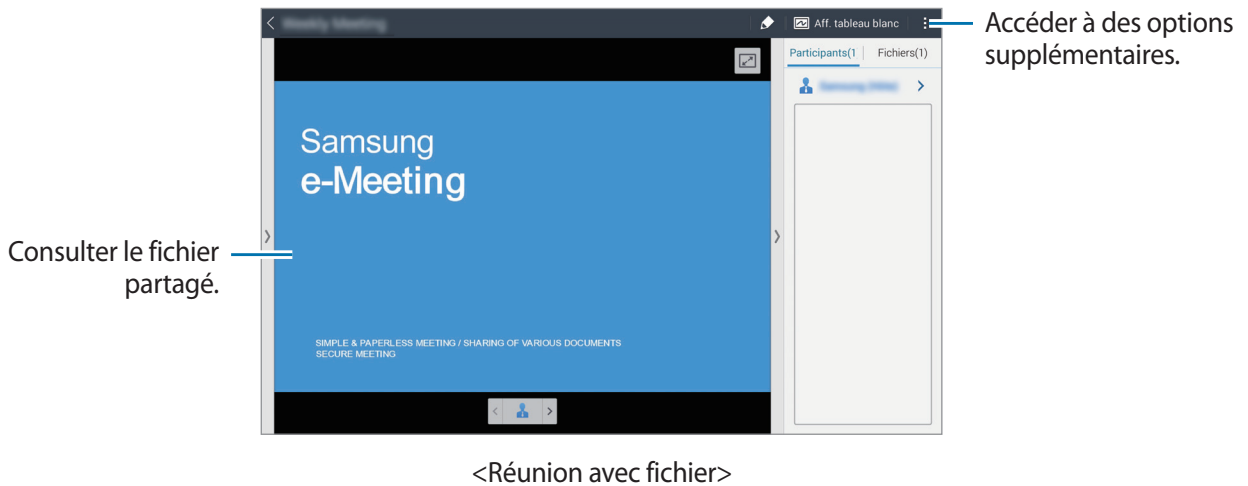 Aff. tableau blanc
Accéder à des options
supplémentaires.
Participants(1
Fichiers(1)
Samsung
e-Meeting
Consulter le fichier
partagé.
SIMPLE & PAPERLESS MEETING / SHARING OF VARIOUS DOCUMENTS
SECURE MEETING
<Réunion avec fichier>